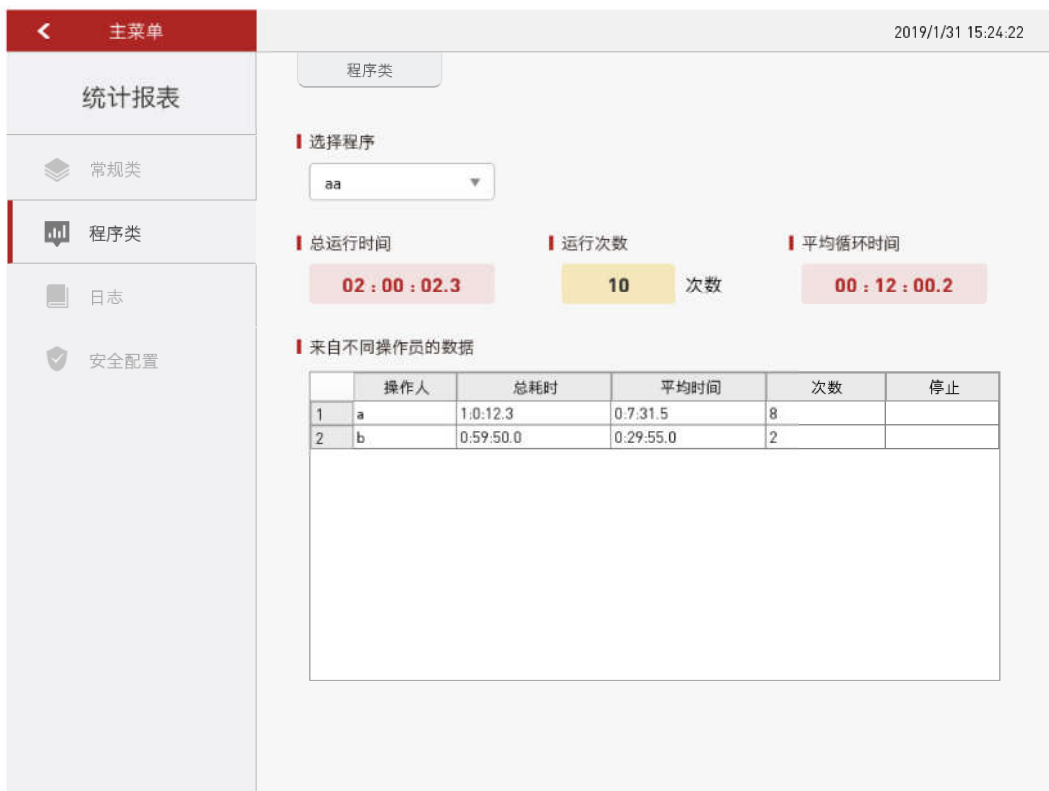 主菜单
2019/1/31 15:24:22
统计报表
常规类
程序类
日志
安全配置
程序类
选择程序
aa
总运行时间 运行次数 平均循环时间
02 : 00 : 02.3 10 次数 00 : 12 : 00.2
来自不同操作员的数据
操作人 总耗时 平均时间 次数 停止
1 a 1:0:12.3 0:7:31.5 8
2 b 0:59:50.0 0:29:55.0 2